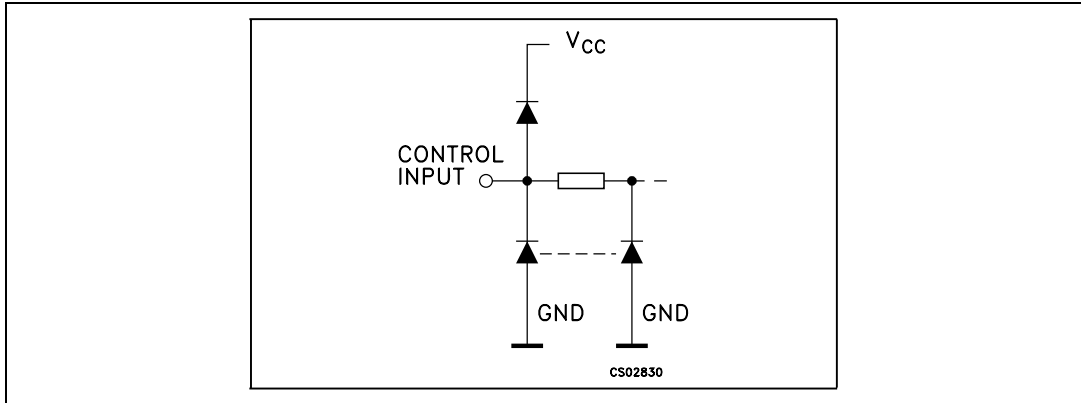 VCC
CONTROL
INPUT
GND
GND
CS02830